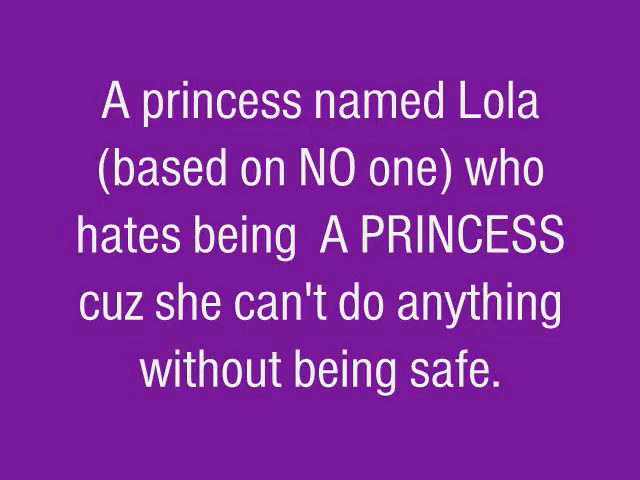 A princess named Lola
(based on NO one) who
hates being  A PRINCESS
cuz she can't do anything
without being safe.